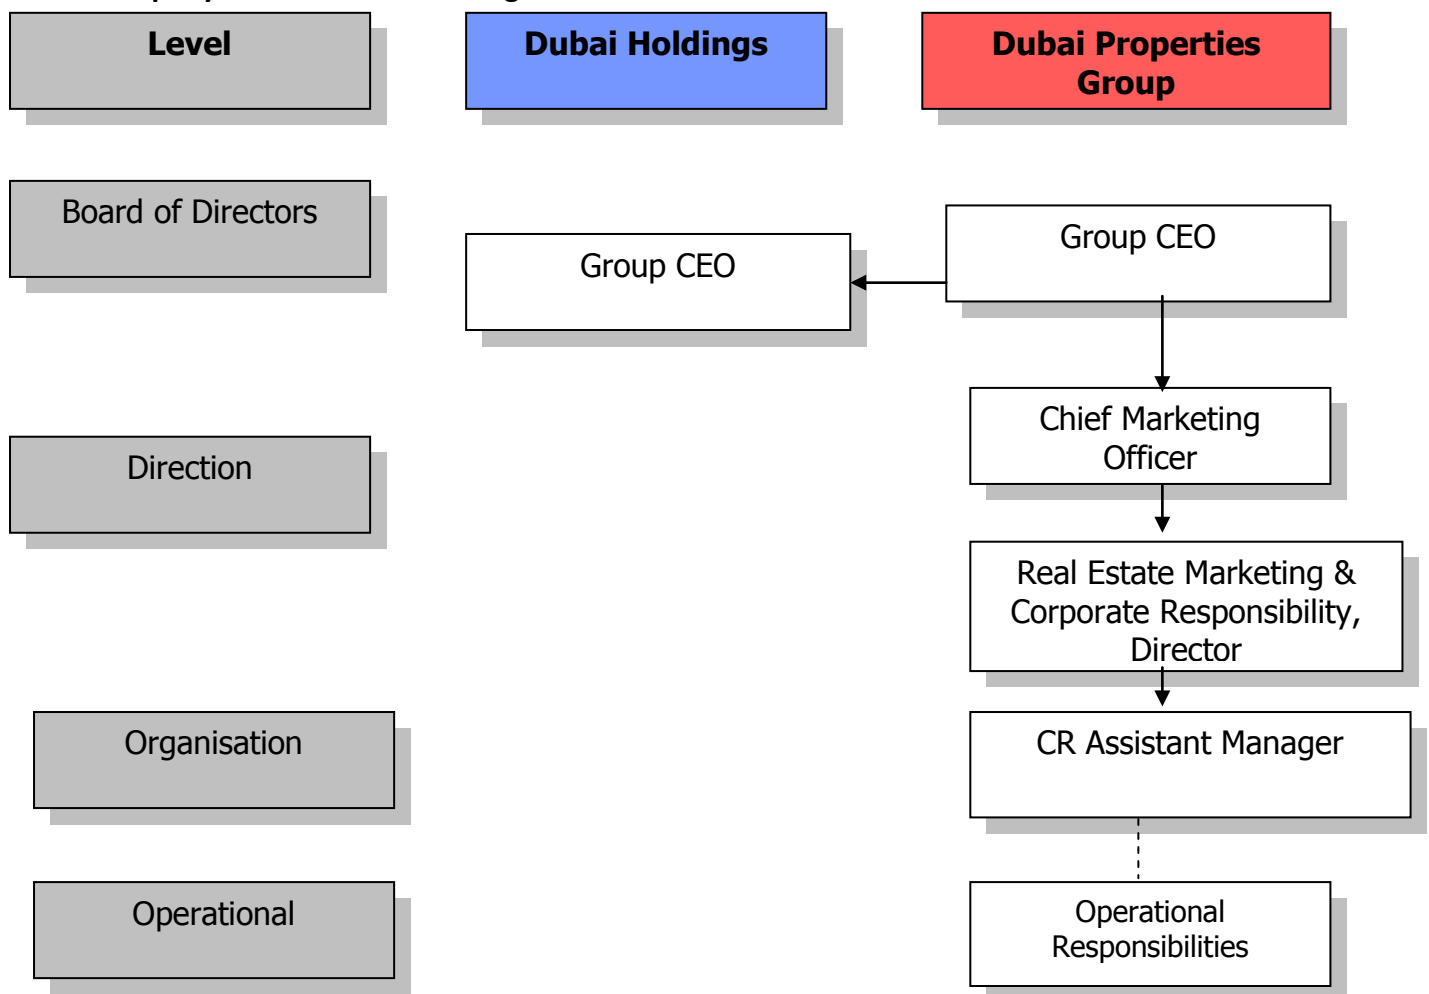 Level
Dubai Holdings
Dubai Properties
Group
Board of Directors
Group CEO
Group CEO
Chief Marketing
Officer
Direction
Real Estate Marketing &
Corporate Responsibility,
Director
Organisation
CR Assistant Manager
Operational
Operational
Responsibilities